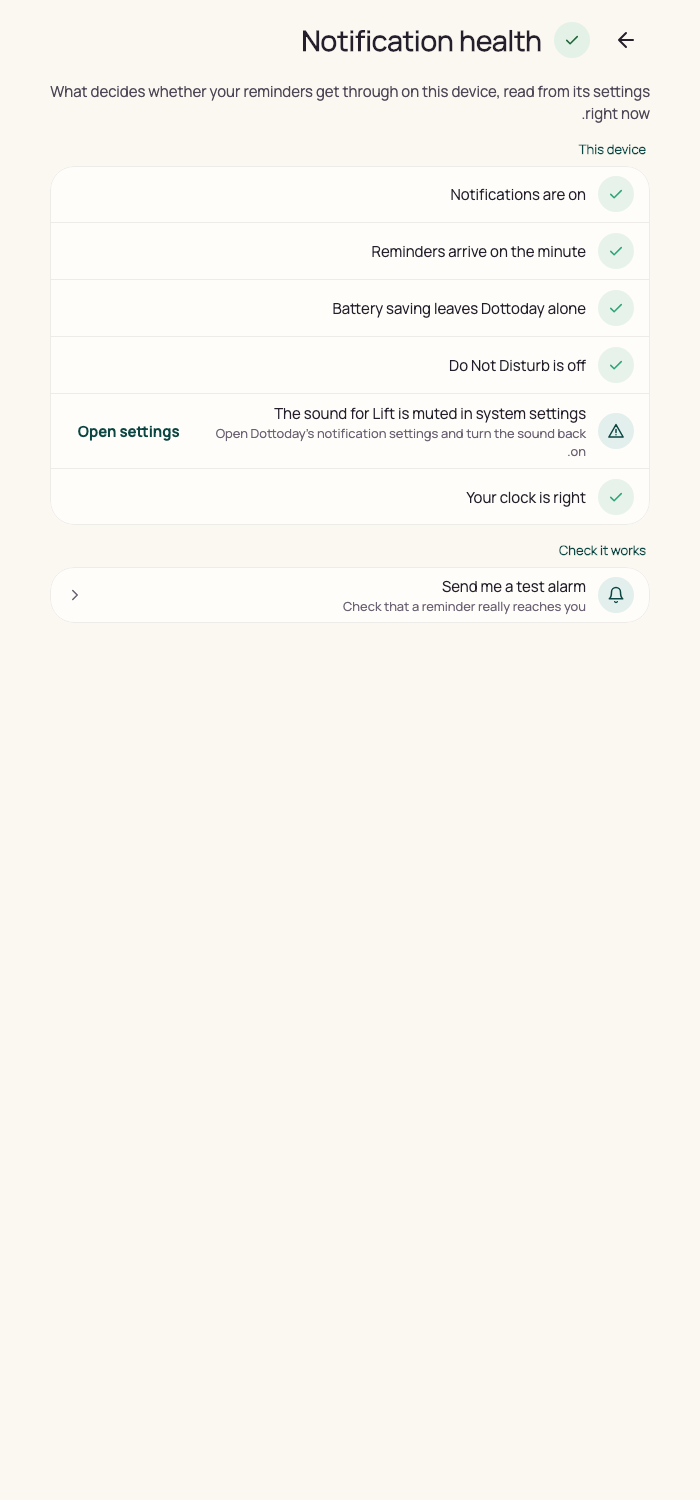 Notification health
What decides whether your reminders get through on this device, read from its settings
.right now
This device
Notifications are on
Reminders arrive on the minute
Battery saving leaves Dottoday alone
Do Not Disturb is off
The sound for Lift is muted in system settings
Open Dottoday's notification settings and turn the sound back
.on
Open settings
Your clock is right
Check it works
Send me a test alarm
Check that a reminder really reaches you